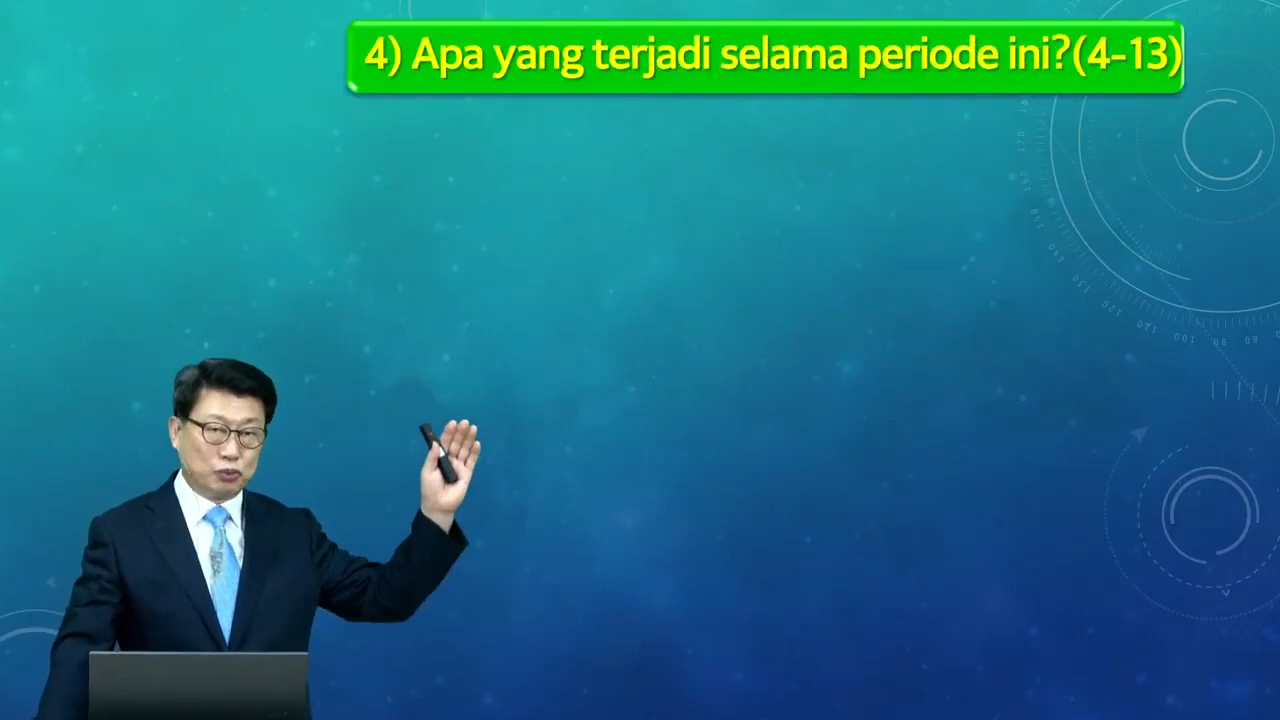 4) Apa yang terjadi selama periode ini?(4-13)